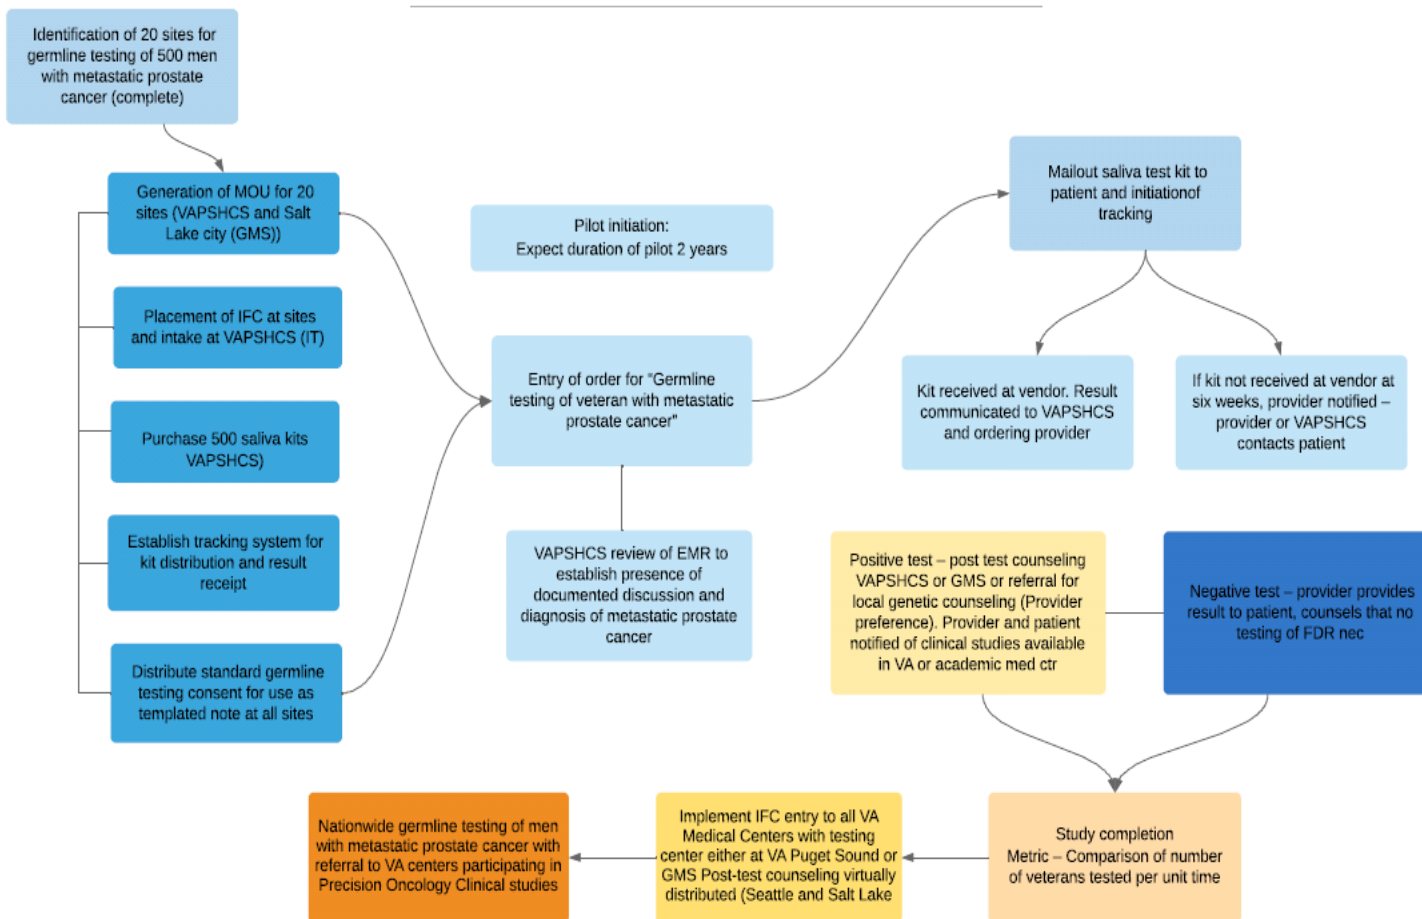 Identification of 20 sites for
germline testing of 500 men
with metastatic prostate
cancer (complete)
Generation of MOU for 20
sites (VAPSHCS and Salt
Lake city (GMS))
Placement of IFC at sites
and intake at VAPSHCS (IT)
Purchase 500 saliva kits
VAPSHCS)
Establish tracking system for
kit distribution and result
receipt
Distribute standard germline
testing consent for use as
templated note at all sites
Pilot initiation:
Expect duration of pilot 2 years
Entry of order for “Germline
testing of veteran with metastatic
prostate cancer”
VAPSHCS review of EMR to
establish presence of
documented discussion and
diagnosis of metastatic prostate
cancer
Mailout saliva test kit to
patient and initiationof
tracking
Kit received at vendor. Result
communicated to VAPSHCS
and ordering provider
If kit not received at vendor at
six weeks, provider notified –
provider or VAPSHCS
contacts patient
Positive test – post test counseling
VAPSHCS or GMS or referral for
local genetic counseling (Provider
preference). Provider and patient
notified of clinical studies available
in VA or academic med ctr
Negative test – provider provides
result to patient, counsels that no
testing of FDR nec
Study completion
Metric – Comparison of number
of veterans tested per unit time
Implement IFC entry to all VA
Medical Centers with testing
center either at VA Puget Sound or
GMS Post-test counseling virtually
distributed (Seattle and Salt Lake
Nationwide germline testing of men
with metastatic prostate cancer with
referral to VA centers participating in
Precision Oncology Clinical studies